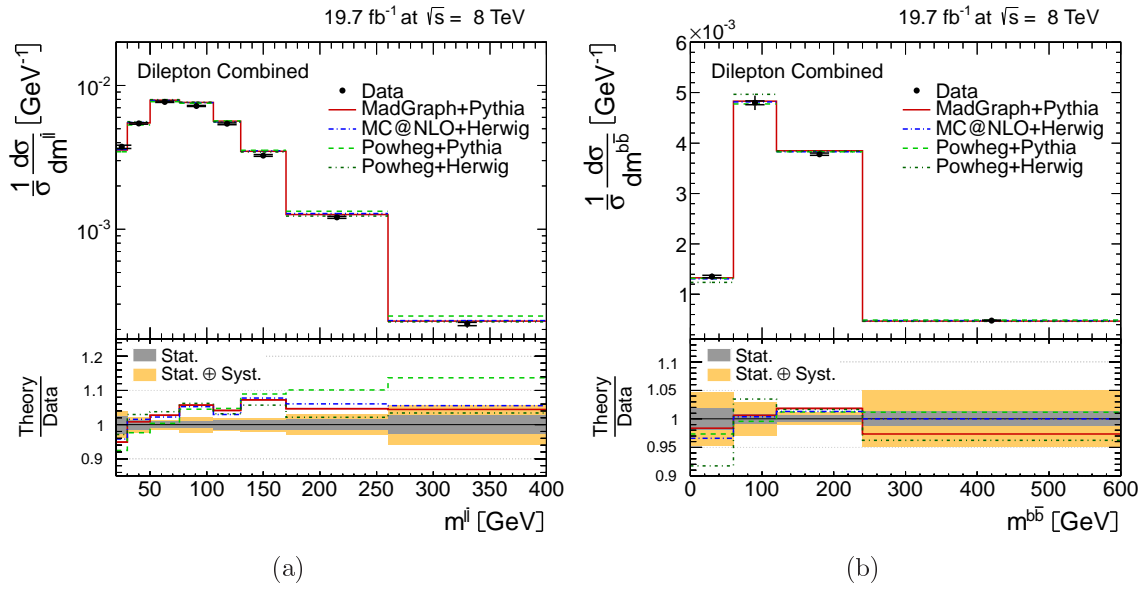 19.7 fb⁻¹ at √s = 8 TeV
Dilepton Combined
Data
MadGraph+Pythia
MC@NLO+Herwig
Powheg+Pythia
Powheg+Herwig
1/σ dσ/dm^{ll̄} [GeV⁻¹]
10⁻²
10⁻³
Stat.
Stat. ⊕ Syst.
Theory/Data
1.2
1.1
1
0.9
50 100 150 200 250 300 350 400
m^{ll̄} [GeV]
(a)
19.7 fb⁻¹ at √s = 8 TeV
×10⁻³
Dilepton Combined
Data
MadGraph+Pythia
MC@NLO+Herwig
Powheg+Pythia
Powheg+Herwig
1/σ dσ/dm^{bb̄} [GeV⁻¹]
6
5
4
3
2
1
Stat.
Stat. ⊕ Syst.
Theory/Data
1.1
1.05
1
0.95
0.9
0 100 200 300 400 500 600
m^{bb̄} [GeV]
(b)